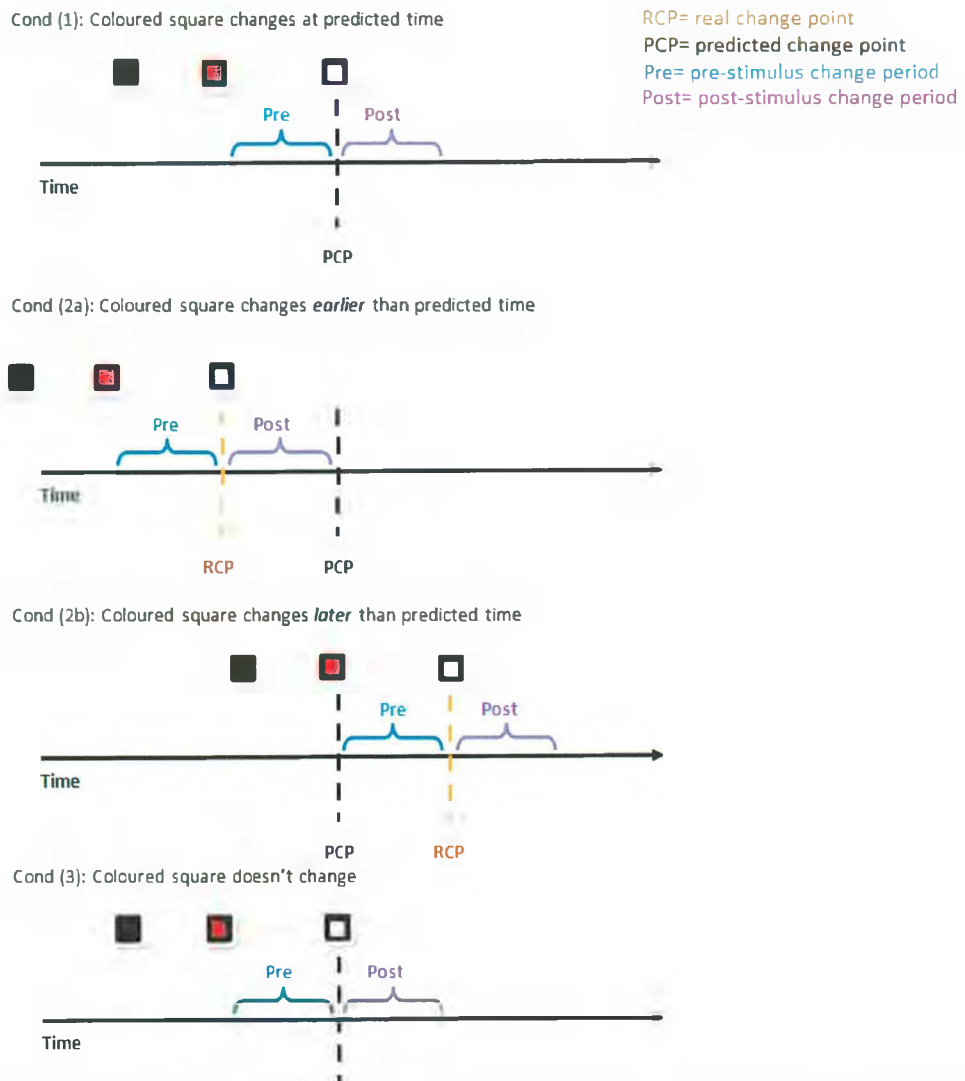 Cond (1): Coloured square changes at predicted time
RCP= real change point
PCP= predicted change point
Pre= pre-stimulus change period
Post= post-stimulus change period
Pre Post
Time
PCP
Cond (2a): Coloured square changes earlier than predicted time
Pre Post
Time
RCP PCP
Cond (2b): Coloured square changes later than predicted time
Pre Post
Time
PCP RCP
Cond (3): Coloured square doesn't change
Pre Post
Time